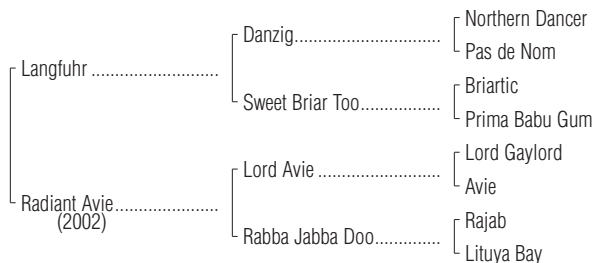 Northern Dancer
Danzig..............................
Pas de Nom
Langfuhr ..........................
Briartic
Sweet Briar Too.................
Prima Babu Gum
Lord Gaylord
Lord Avie .........................
Avie
Radiant Avie.....................
(2002)
Rajab
Rabba Jabba Doo.............
Lituya Bay